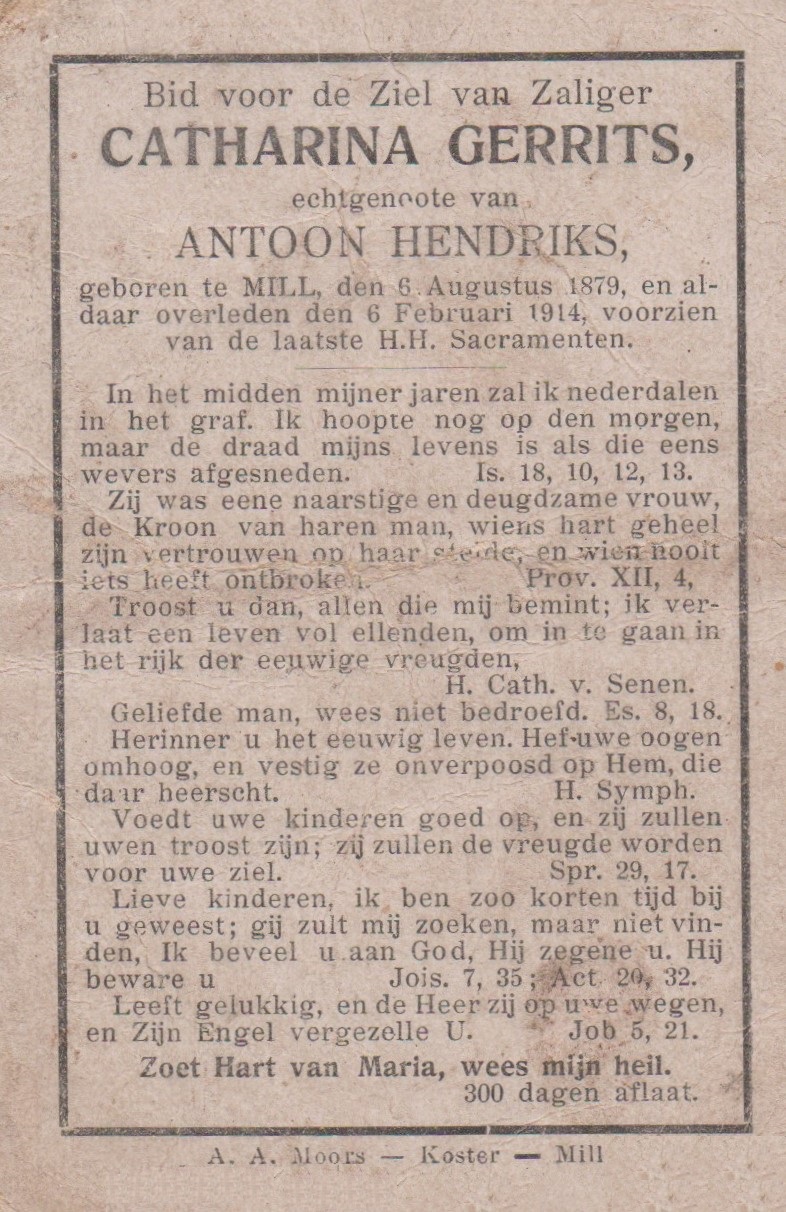 Bid voor de Ziel van Zaliger
CATHARINA GERRITS,
echtgenoote van
ANTOON HENDRIKS,
geboren te MILL, den 6 Augustus 1879, en al-
daar overleden den 6 Februari 1914, voorzien
van de laatste H.H. Sacramenten.
In het midden mijner jaren zal ik nederdalen
in het graf. Ik hoopte nog op den morgen,
maar de draad mijns levens is als die eens
wevers afgesneden. Is. 18, 10, 12, 13.
Zij was eene naarstige en deugdzame vrouw,
de Kroon van haren man, wiens hart geheel
zijn vertrouwen op haar stelde, en wien nooit
iets heeft ontbroken. Prov. XII, 4,
Troost u dan, allen die mij bemint; ik ver-
laat een leven vol ellenden, om in te gaan in
het rijk der eeuwige vreugden,
H. Cath. v. Senen.
Geliefde man, wees niet bedroefd. Es. 8, 18.
Herinner u het eeuwig leven. Hef uwe oogen
omhoog, en vestig ze onverpoosd op Hem, die
daar heerscht. H. Symph.
Voedt uwe kinderen goed op, en zij zullen
uwen troost zijn; zij zullen de vreugde worden
voor uwe ziel. Spr. 29, 17.
Lieve kinderen, ik ben zoo korten tijd bij
u geweest; gij zult mij zoeken, maar niet vin-
den, Ik beveel u aan God, Hij zegene u. Hij
beware u Jois. 7, 35; Act. 20, 32.
Leeft gelukkig, en de Heer zij op uwe wegen,
en Zijn Engel vergezelle U. Job 5, 21.
Zoet Hart van Maria, wees mijn heil.
300 dagen aflaat.
A. A. Moors — Koster — Mill